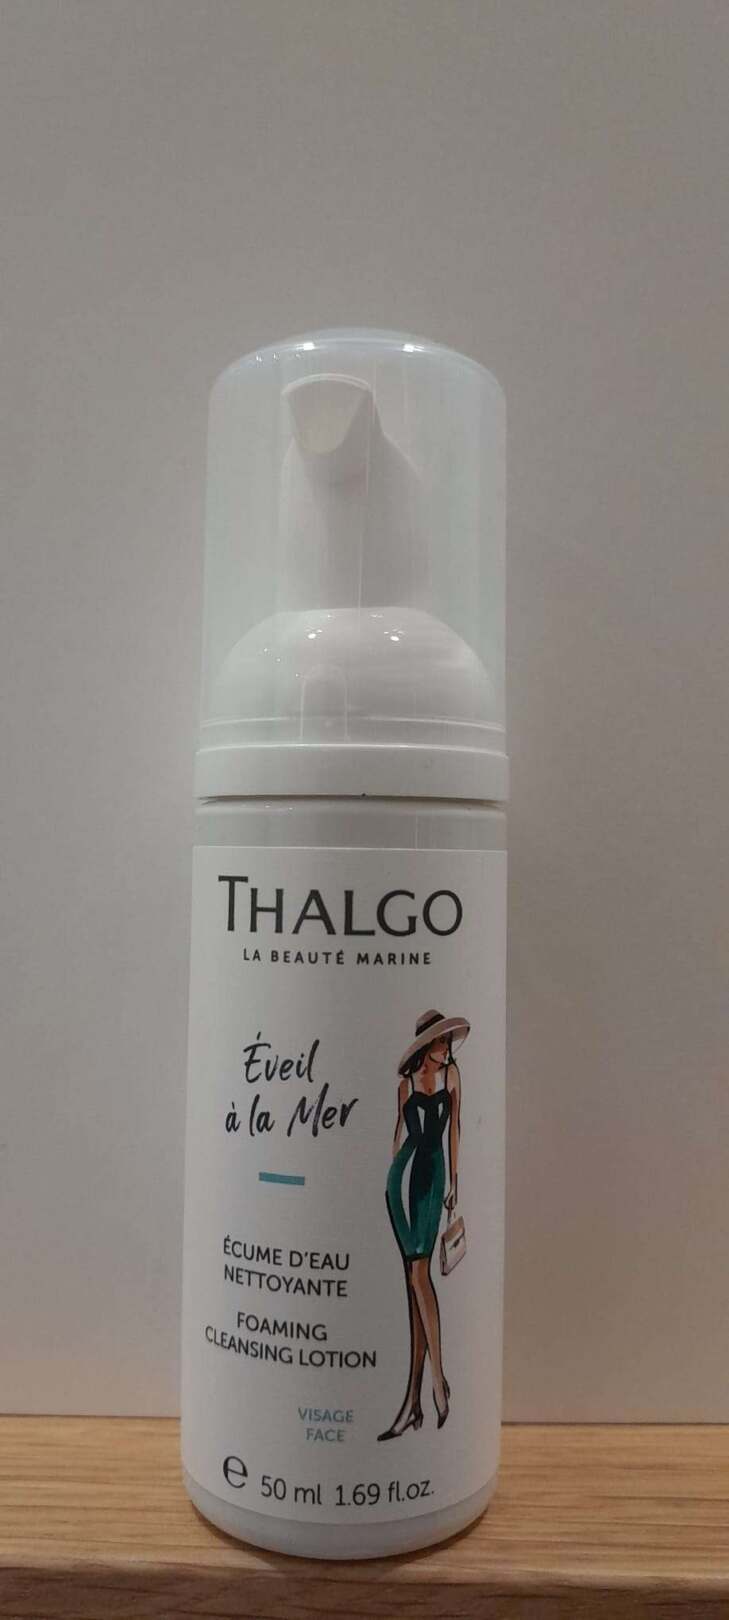 THALGO
LA BEAUTÉ MARINE
Éveil
à la Mer
ÉCUME D'EAU
NETTOYANTE
FOAMING
CLEANSING LOTION
VISAGE
FACE
℮ 50 ml 1.69 fl.oz.